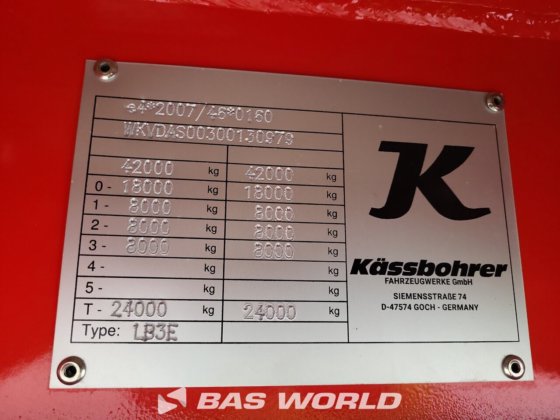 e4*2007/46*0160
WKVDAS00300130979
42000 kg 42000 kg
0- 18000 kg 18000 kg
1- 8000 kg 8000 kg
2- 8000 kg 8000 kg
3- 8000 kg 8000 kg
4- kg kg
5- kg kg
T- 24000 kg 24000 kg
Type: LB3E
K
Kässbohrer
FAHRZEUGWERKE GmbH
SIEMENSSTRAßE 74
D-47574 GOCH - GERMANY
BAS WORLD